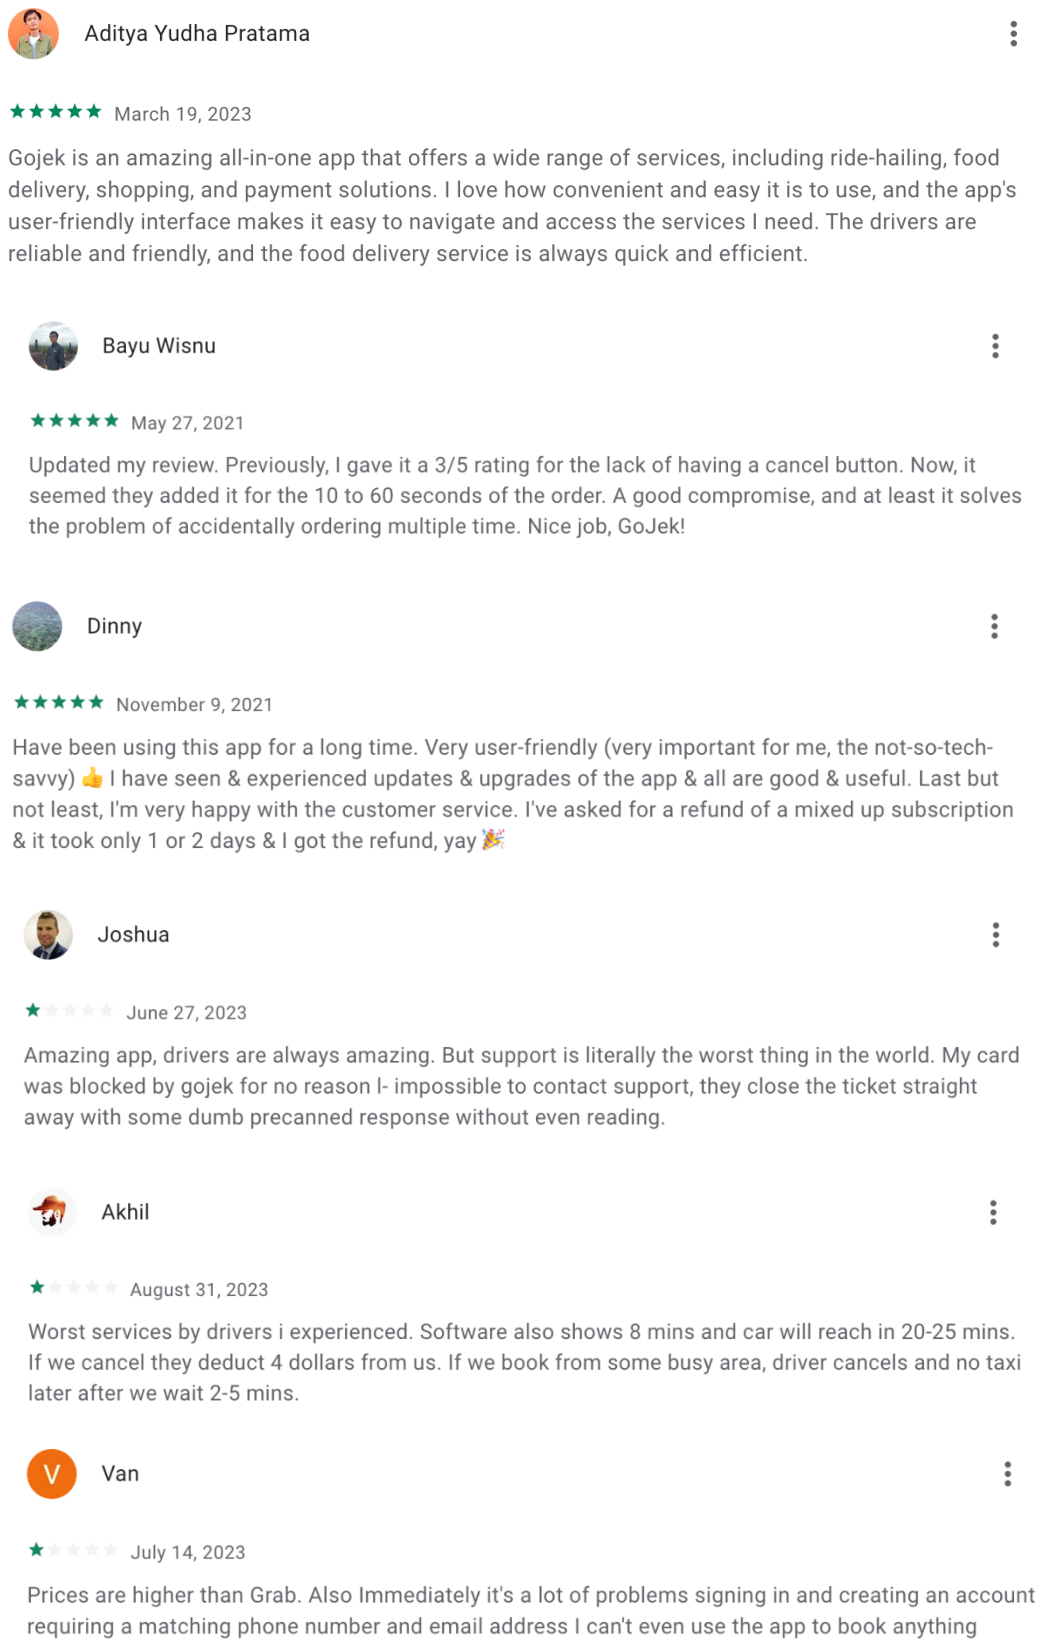 Aditya Yudha Pratama
March 19, 2023
Gojek is an amazing all-in-one app that offers a wide range of services, including ride-hailing, food
delivery, shopping, and payment solutions. I love how convenient and easy it is to use, and the app's
user-friendly interface makes it easy to navigate and access the services I need. The drivers are
reliable and friendly, and the food delivery service is always quick and efficient.
Bayu Wisnu
May 27, 2021
Updated my review. Previously, I gave it a 3/5 rating for the lack of having a cancel button. Now, it
seemed they added it for the 10 to 60 seconds of the order. A good compromise, and at least it solves
the problem of accidentally ordering multiple time. Nice job, GoJek!
Dinny
November 9, 2021
Have been using this app for a long time. Very user-friendly (very important for me, the not-so-tech-
savvy) 👍 I have seen & experienced updates & upgrades of the app & all are good & useful. Last but
not least, I'm very happy with the customer service. I've asked for a refund of a mixed up subscription
& it took only 1 or 2 days & I got the refund, yay 🎉
Joshua
June 27, 2023
Amazing app, drivers are always amazing. But support is literally the worst thing in the world. My card
was blocked by gojek for no reason I- impossible to contact support, they close the ticket straight
away with some dumb precanned response without even reading.
Akhil
August 31, 2023
Worst services by drivers i experienced. Software also shows 8 mins and car will reach in 20-25 mins.
If we cancel they deduct 4 dollars from us. If we book from some busy area, driver cancels and no taxi
later after we wait 2-5 mins.
V
Van
July 14, 2023
Prices are higher than Grab. Also Immediately it's a lot of problems signing in and creating an account
requiring a matching phone number and email address I can't even use the app to book anything